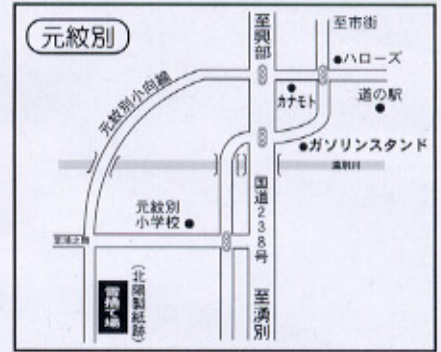 元紋別
至興部
至市街
ハローズ
元紋別小向線
カナモト
道の駅
ガソリンスタンド
国道238号
元紋別
小学校
(北陽製紙跡)
至湧別